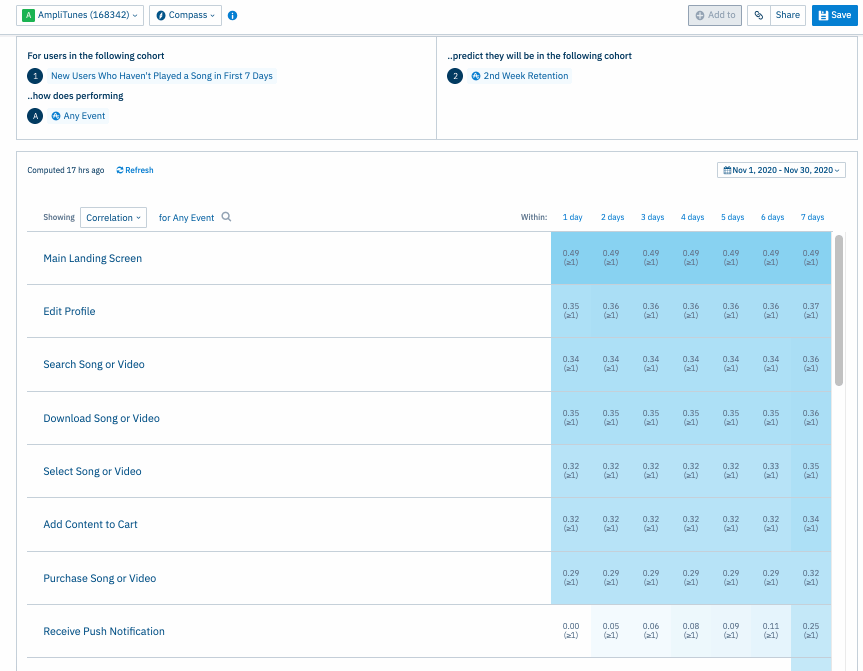 A AmpliTunes (168342) Compass Add to Share Save
For users in the following cohort
1 New Users Who Haven't Played a Song in First 7 Days
..how does performing
A Any Event
..predict they will be in the following cohort
2 2nd Week Retention
Computed 17 hrs ago Refresh Nov 1, 2020 - Nov 30, 2020
Showing Correlation for Any Event Within: 1 day 2 days 3 days 4 days 5 days 6 days 7 days
Main Landing Screen 0.49 0.49 0.49 0.49 0.49 0.49 0.49
(≥1) (≥1) (≥1) (≥1) (≥1) (≥1) (≥1)
Edit Profile 0.35 0.36 0.36 0.36 0.36 0.36 0.37
(≥1) (≥1) (≥1) (≥1) (≥1) (≥1) (≥1)
Search Song or Video 0.34 0.34 0.34 0.34 0.34 0.34 0.36
(≥1) (≥1) (≥1) (≥1) (≥1) (≥1) (≥1)
Download Song or Video 0.35 0.35 0.35 0.35 0.35 0.35 0.36
(≥1) (≥1) (≥1) (≥1) (≥1) (≥1) (≥1)
Select Song or Video 0.32 0.32 0.32 0.32 0.32 0.33 0.35
(≥1) (≥1) (≥1) (≥1) (≥1) (≥1) (≥1)
Add Content to Cart 0.32 0.32 0.32 0.32 0.32 0.32 0.34
(≥1) (≥1) (≥1) (≥1) (≥1) (≥1) (≥1)
Purchase Song or Video 0.29 0.29 0.29 0.29 0.29 0.29 0.32
(≥1) (≥1) (≥1) (≥1) (≥1) (≥1) (≥1)
Receive Push Notification 0.00 0.05 0.06 0.08 0.09 0.11 0.25
(≥1) (≥1) (≥1) (≥1) (≥1) (≥1) (≥1)